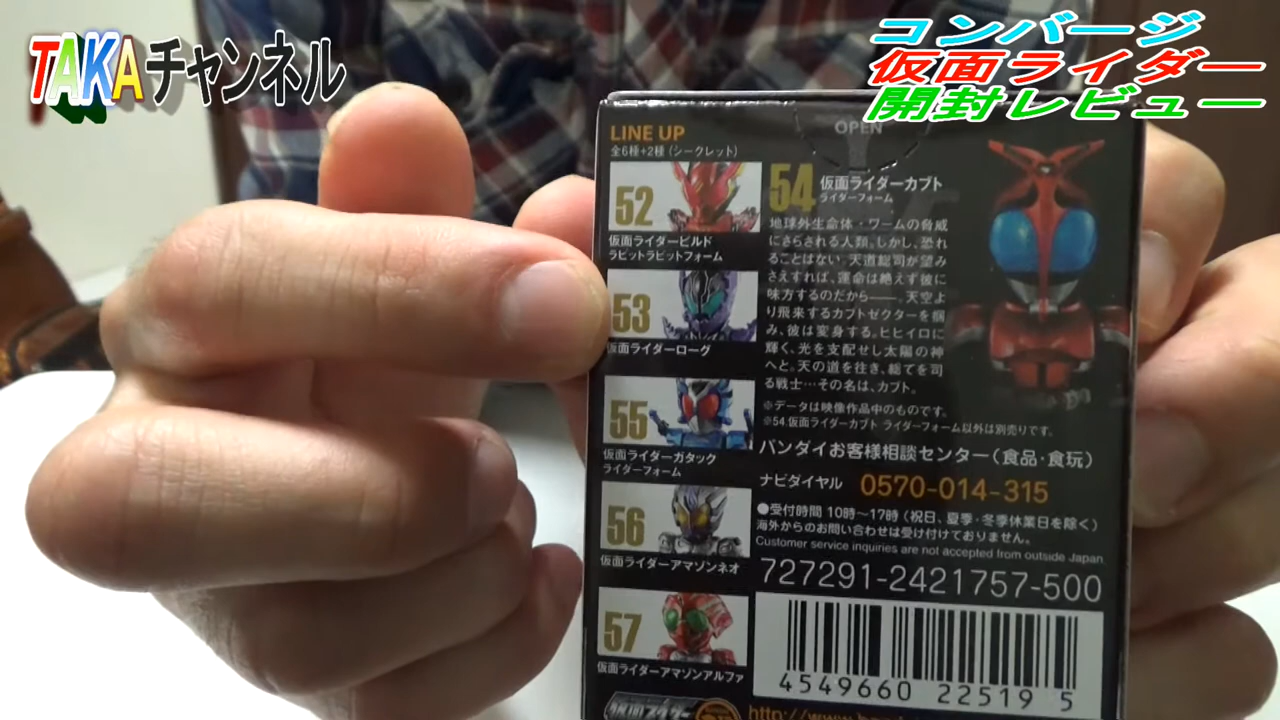 TAKAチャンネル
コンバージ
仮面ライダー
開封レビュー
LINE UP
全6種+2種(シークレット)
52
仮面ライダービルド
ラビットラビットフォーム
53
仮面ライダーローグ
55
仮面ライダーガタック
ライダーフォーム
56
仮面ライダーアマゾンネオ
57
仮面ライダーアマゾンアルファ
仮面ライダー
OPEN
54 仮面ライダーカブト
ライダーフォーム
地球外生命体・ワームの脅威
にさらされる人類。しかし、恐れ
ることはない。天道総司が望み
さえすれば、運命は絶えず彼に
味方するのだから――。天空よ
り飛来するカブトゼクターを掴
み、彼は変身する。ヒヒイロに
輝く、光を支配せし太陽の神
へと。天の道を往き、総てを司
る戦士…その名は、カブト。
※データは映像作品中のものです。
※54.仮面ライダーカブト ライダーフォーム以外は別売りです。
バンダイお客様相談センター(食品・食玩)
ナビダイヤル 0570-014-315
●受付時間 10時～17時(祝日、夏季・冬季休業日を除く)
海外からのお問い合わせは受け付けておりません。
Customer service inquiries are not accepted from outside Japan
727291-2421757-500
4549660 22519 5